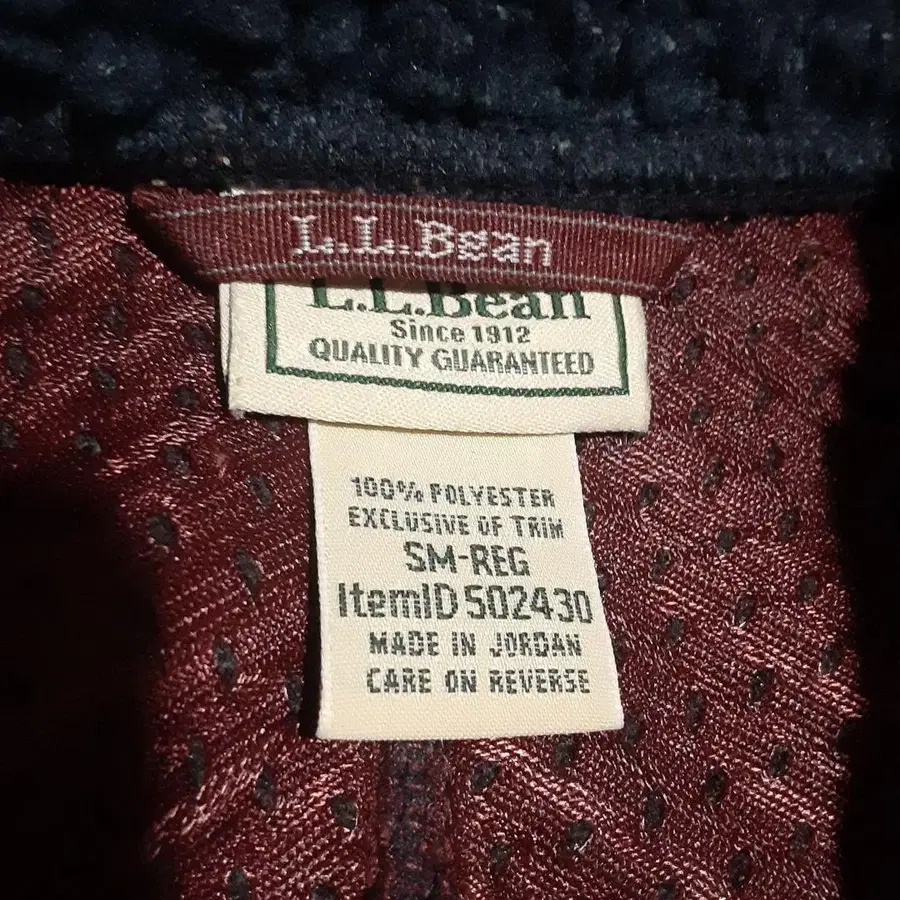 L.L.Bean
L.L.Bean
Since 1912
QUALITY GUARANTEED
100% POLYESTER
EXCLUSIVE OF TRIM
SM-REG
ItemID 502430
MADE IN JORDAN
CARE ON REVERSE